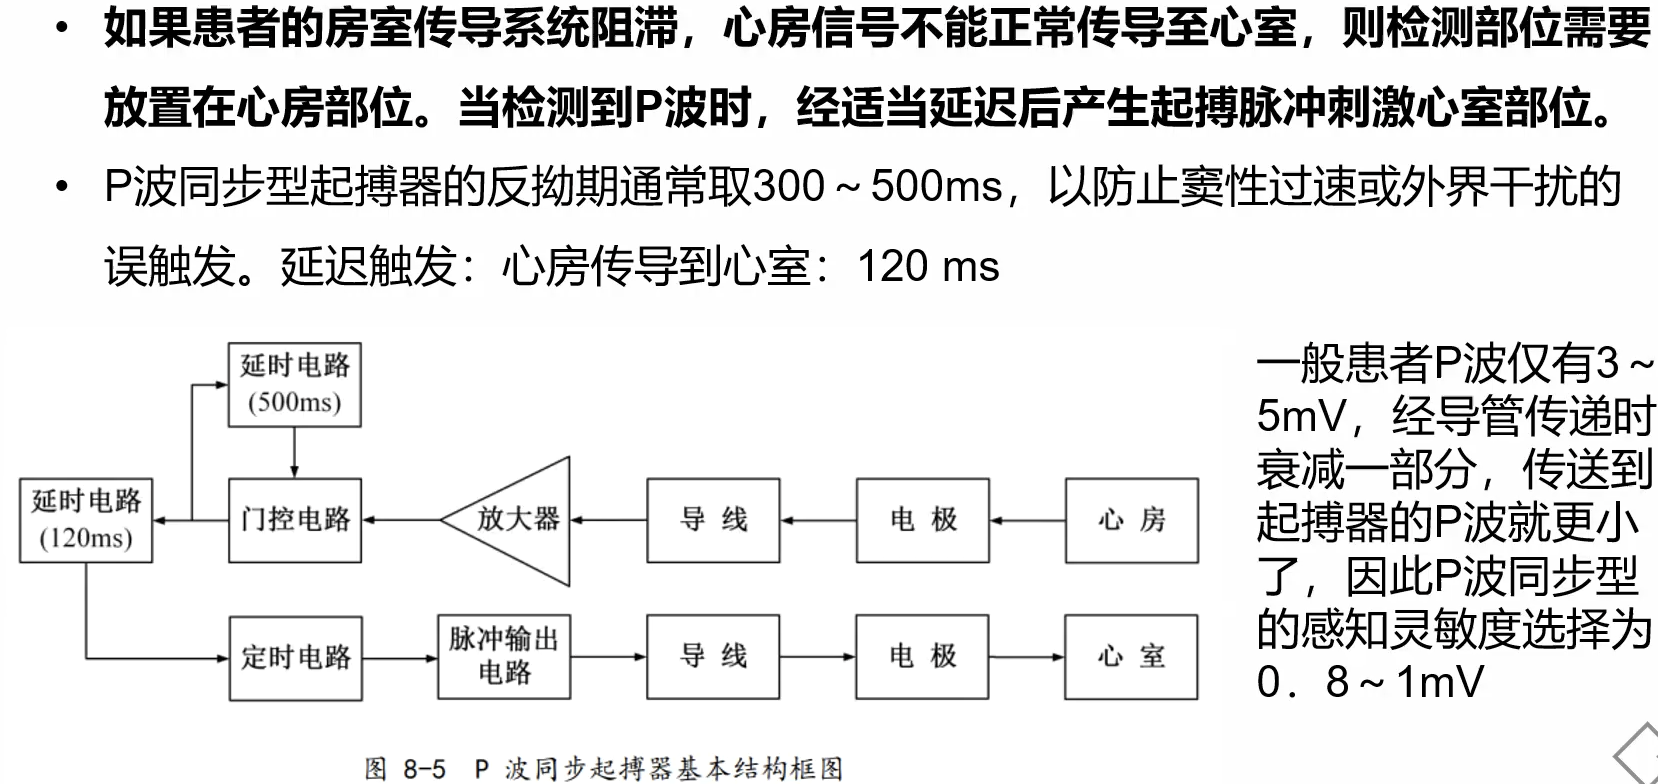 • 如果患者的房室传导系统阻滞，心房信号不能正常传导至心室，则检测部位需要
放置在心房部位。当检测到P波时，经适当延迟后产生起搏脉冲刺激心室部位。
• P波同步型起搏器的反拗期通常取300～500ms，以防止窦性过速或外界干扰的
误触发。延迟触发：心房传导到心室：120 ms
延时电路
(500ms)
延时电路
(120ms)
门控电路
放大器
导 线
电 极
心 房
定时电路
脉冲输出
电路
导 线
电 极
心 室
图 8-5 P 波同步起搏器基本结构框图
一般患者P波仅有3～
5mV，经导管传递时
衰减一部分，传送到
起搏器的P波就更小
了，因此P波同步型
的感知灵敏度选择为
0．8～1mV